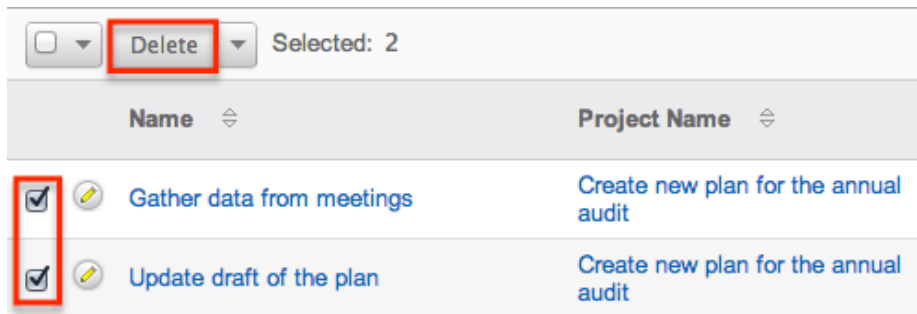 Delete Selected: 2
Name Project Name
Gather data from meetings Create new plan for the annual
audit
Update draft of the plan Create new plan for the annual
audit